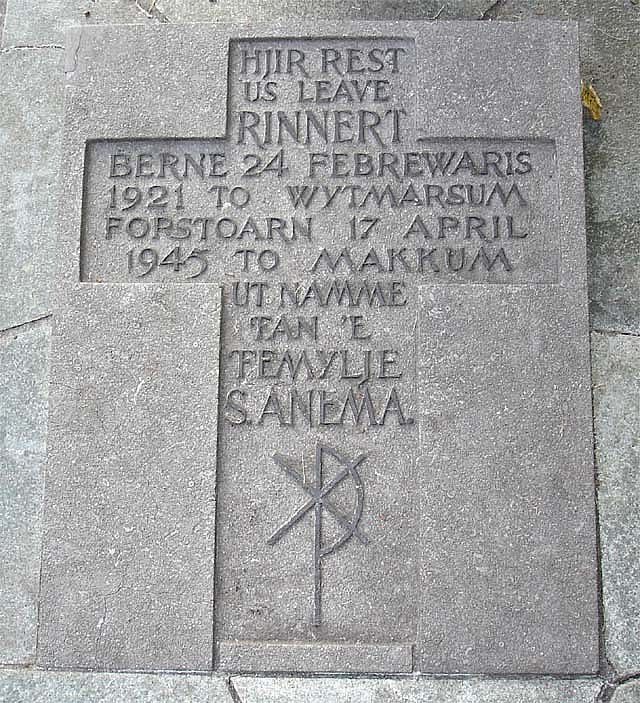 HJIR REST
US LEAVE
RINNERT
BERNE 24 FEBREWARIS
1921 TO WYTMARSUM
FORSTOARN 17 APRIL
1945 TO MAKKUM
UT NAMME
FAN 'E
FEMYLJE
S. ANEMA.